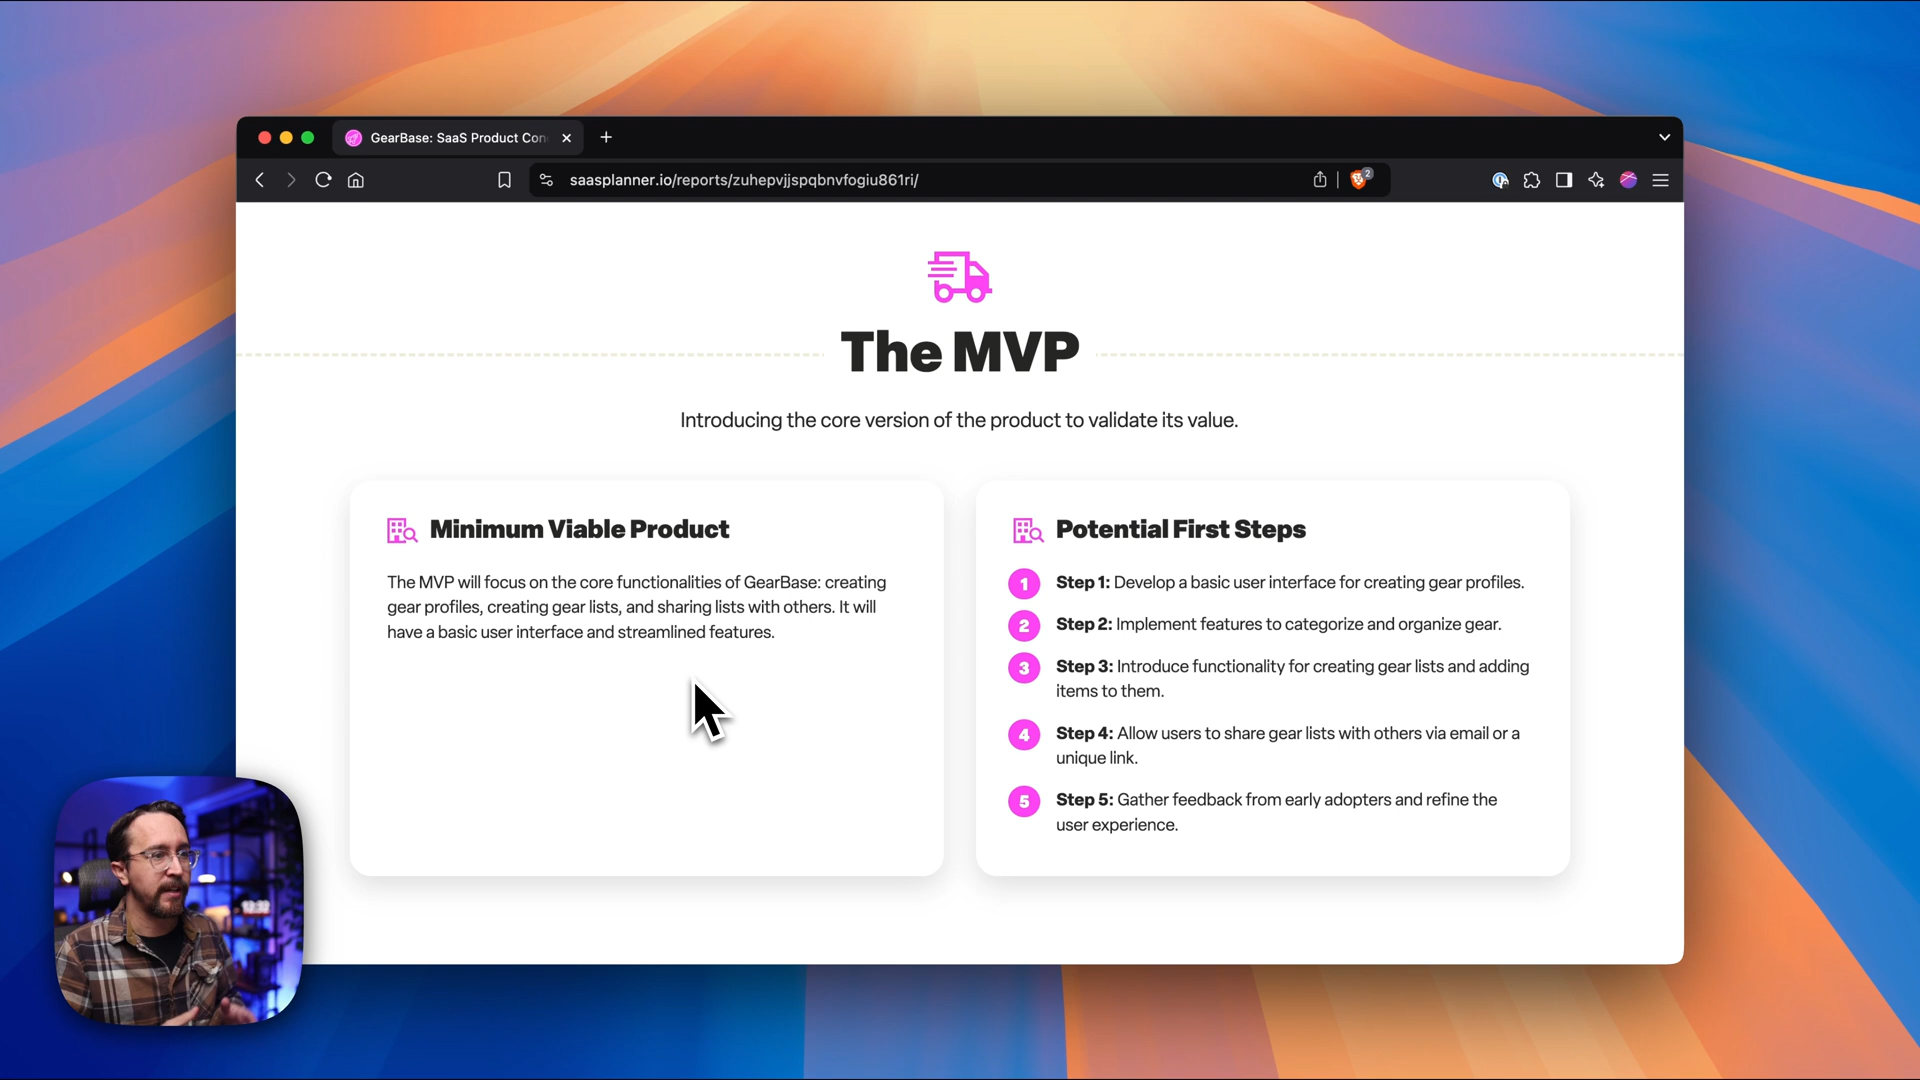 GearBase: SaaS Product Con
saasplanner.io/reports/zuhepvjjspqbnvfogiu861ri/
2
The MVP
Introducing the core version of the product to validate its value.
Minimum Viable Product
The MVP will focus on the core functionalities of GearBase: creating
gear profiles, creating gear lists, and sharing lists with others. It will
have a basic user interface and streamlined features.
Potential First Steps
1 Step 1: Develop a basic user interface for creating gear profiles.
2 Step 2: Implement features to categorize and organize gear.
3 Step 3: Introduce functionality for creating gear lists and adding
items to them.
4 Step 4: Allow users to share gear lists with others via email or a
unique link.
5 Step 5: Gather feedback from early adopters and refine the
user experience.